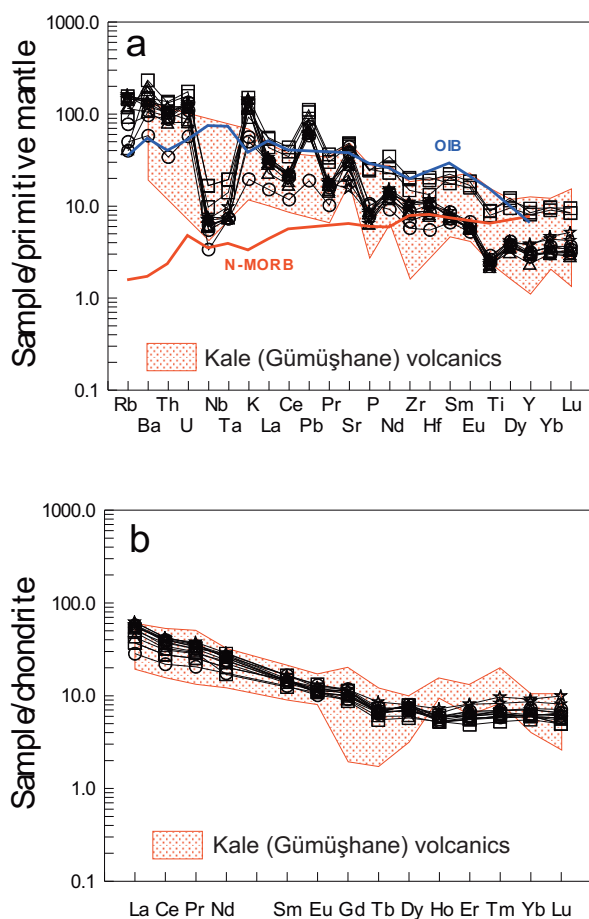 a
Sample/primitive mantle
1000.0
100.0
10.0
1.0
0.1
OIB
N-MORB
Kale (Gümüşhane) volcanics
Rb Th Nb K Ce Pr P Zr Sm Ti Y Lu
Ba U Ta La Pb Sr Nd Hf Eu Dy Yb
b
Sample/chondrite
1000.0
100.0
10.0
1.0
0.1
Kale (Gümüşhane) volcanics
La Ce Pr Nd Sm Eu Gd Tb Dy Ho Er Tm Yb Lu